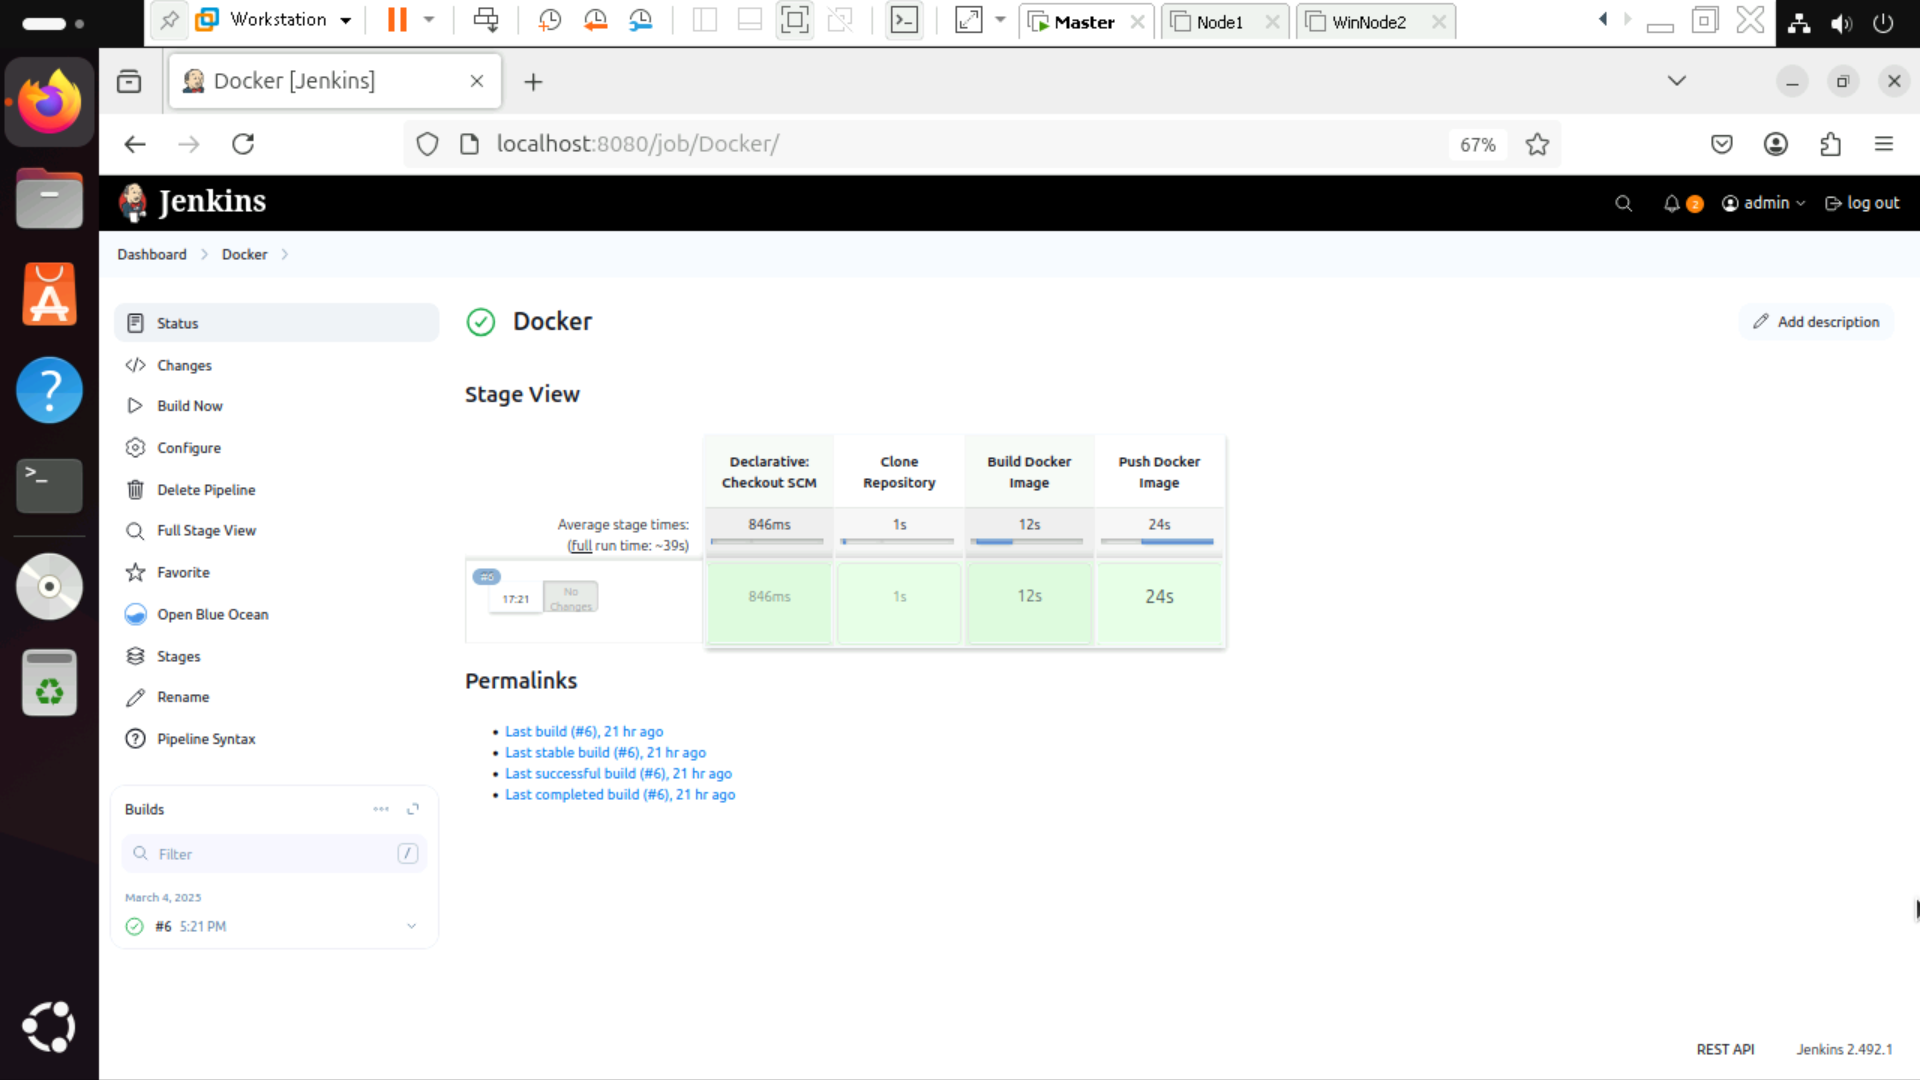 Workstation
Master
Node1
WinNode2
Docker [Jenkins]
localhost:8080/job/Docker/
67%
Jenkins
2
admin
log out
Dashboard
Docker
Status
Changes
Build Now
Configure
Delete Pipeline
Full Stage View
Favorite
Open Blue Ocean
Stages
Rename
Pipeline Syntax
Builds
Filter
/
March 4, 2025
#6 5:21 PM
Docker
Add description
Stage View
Declarative: Checkout SCM
Clone Repository
Build Docker Image
Push Docker Image
Average stage times:
(full run time: ~39s)
846ms
1s
12s
24s
#6
17:21
No Changes
846ms
1s
12s
24s
Permalinks
Last build (#6), 21 hr ago
Last stable build (#6), 21 hr ago
Last successful build (#6), 21 hr ago
Last completed build (#6), 21 hr ago
REST API
Jenkins 2.492.1